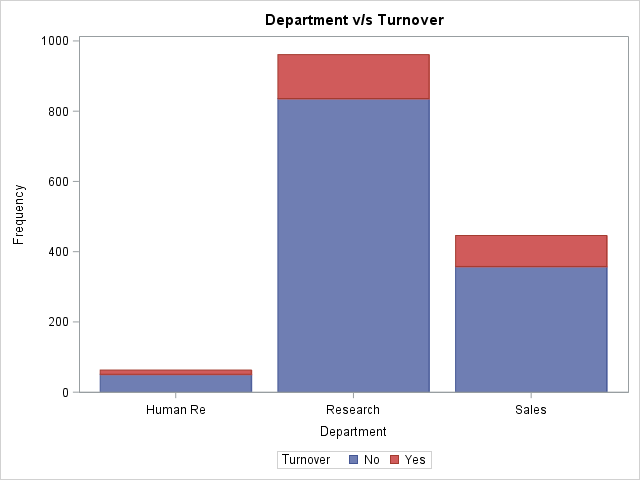 Department v/s Turnover
1000
800
600
400
200
0
Frequency
Human Re Research Sales
Department
Turnover No Yes